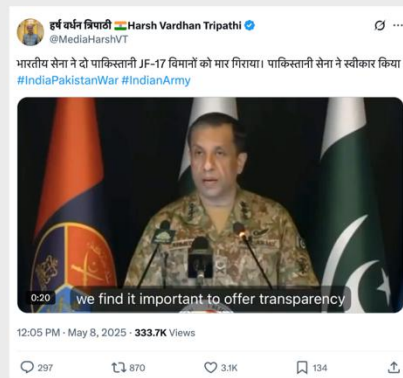 हर्ष वर्धन त्रिपाठी 🇮🇳Harsh Vardhan Tripathi
@MediaHarshVT
भारतीय सेना ने दो पाकिस्तानी JF-17 विमानों को मार गिराया। पाकिस्तानी सेना ने स्वीकार किया
#IndiaPakistanWar #IndianArmy
0:20 we find it important to offer transparency
12:05 PM · May 8, 2025 · 333.7K Views
297 870 3.1K 134